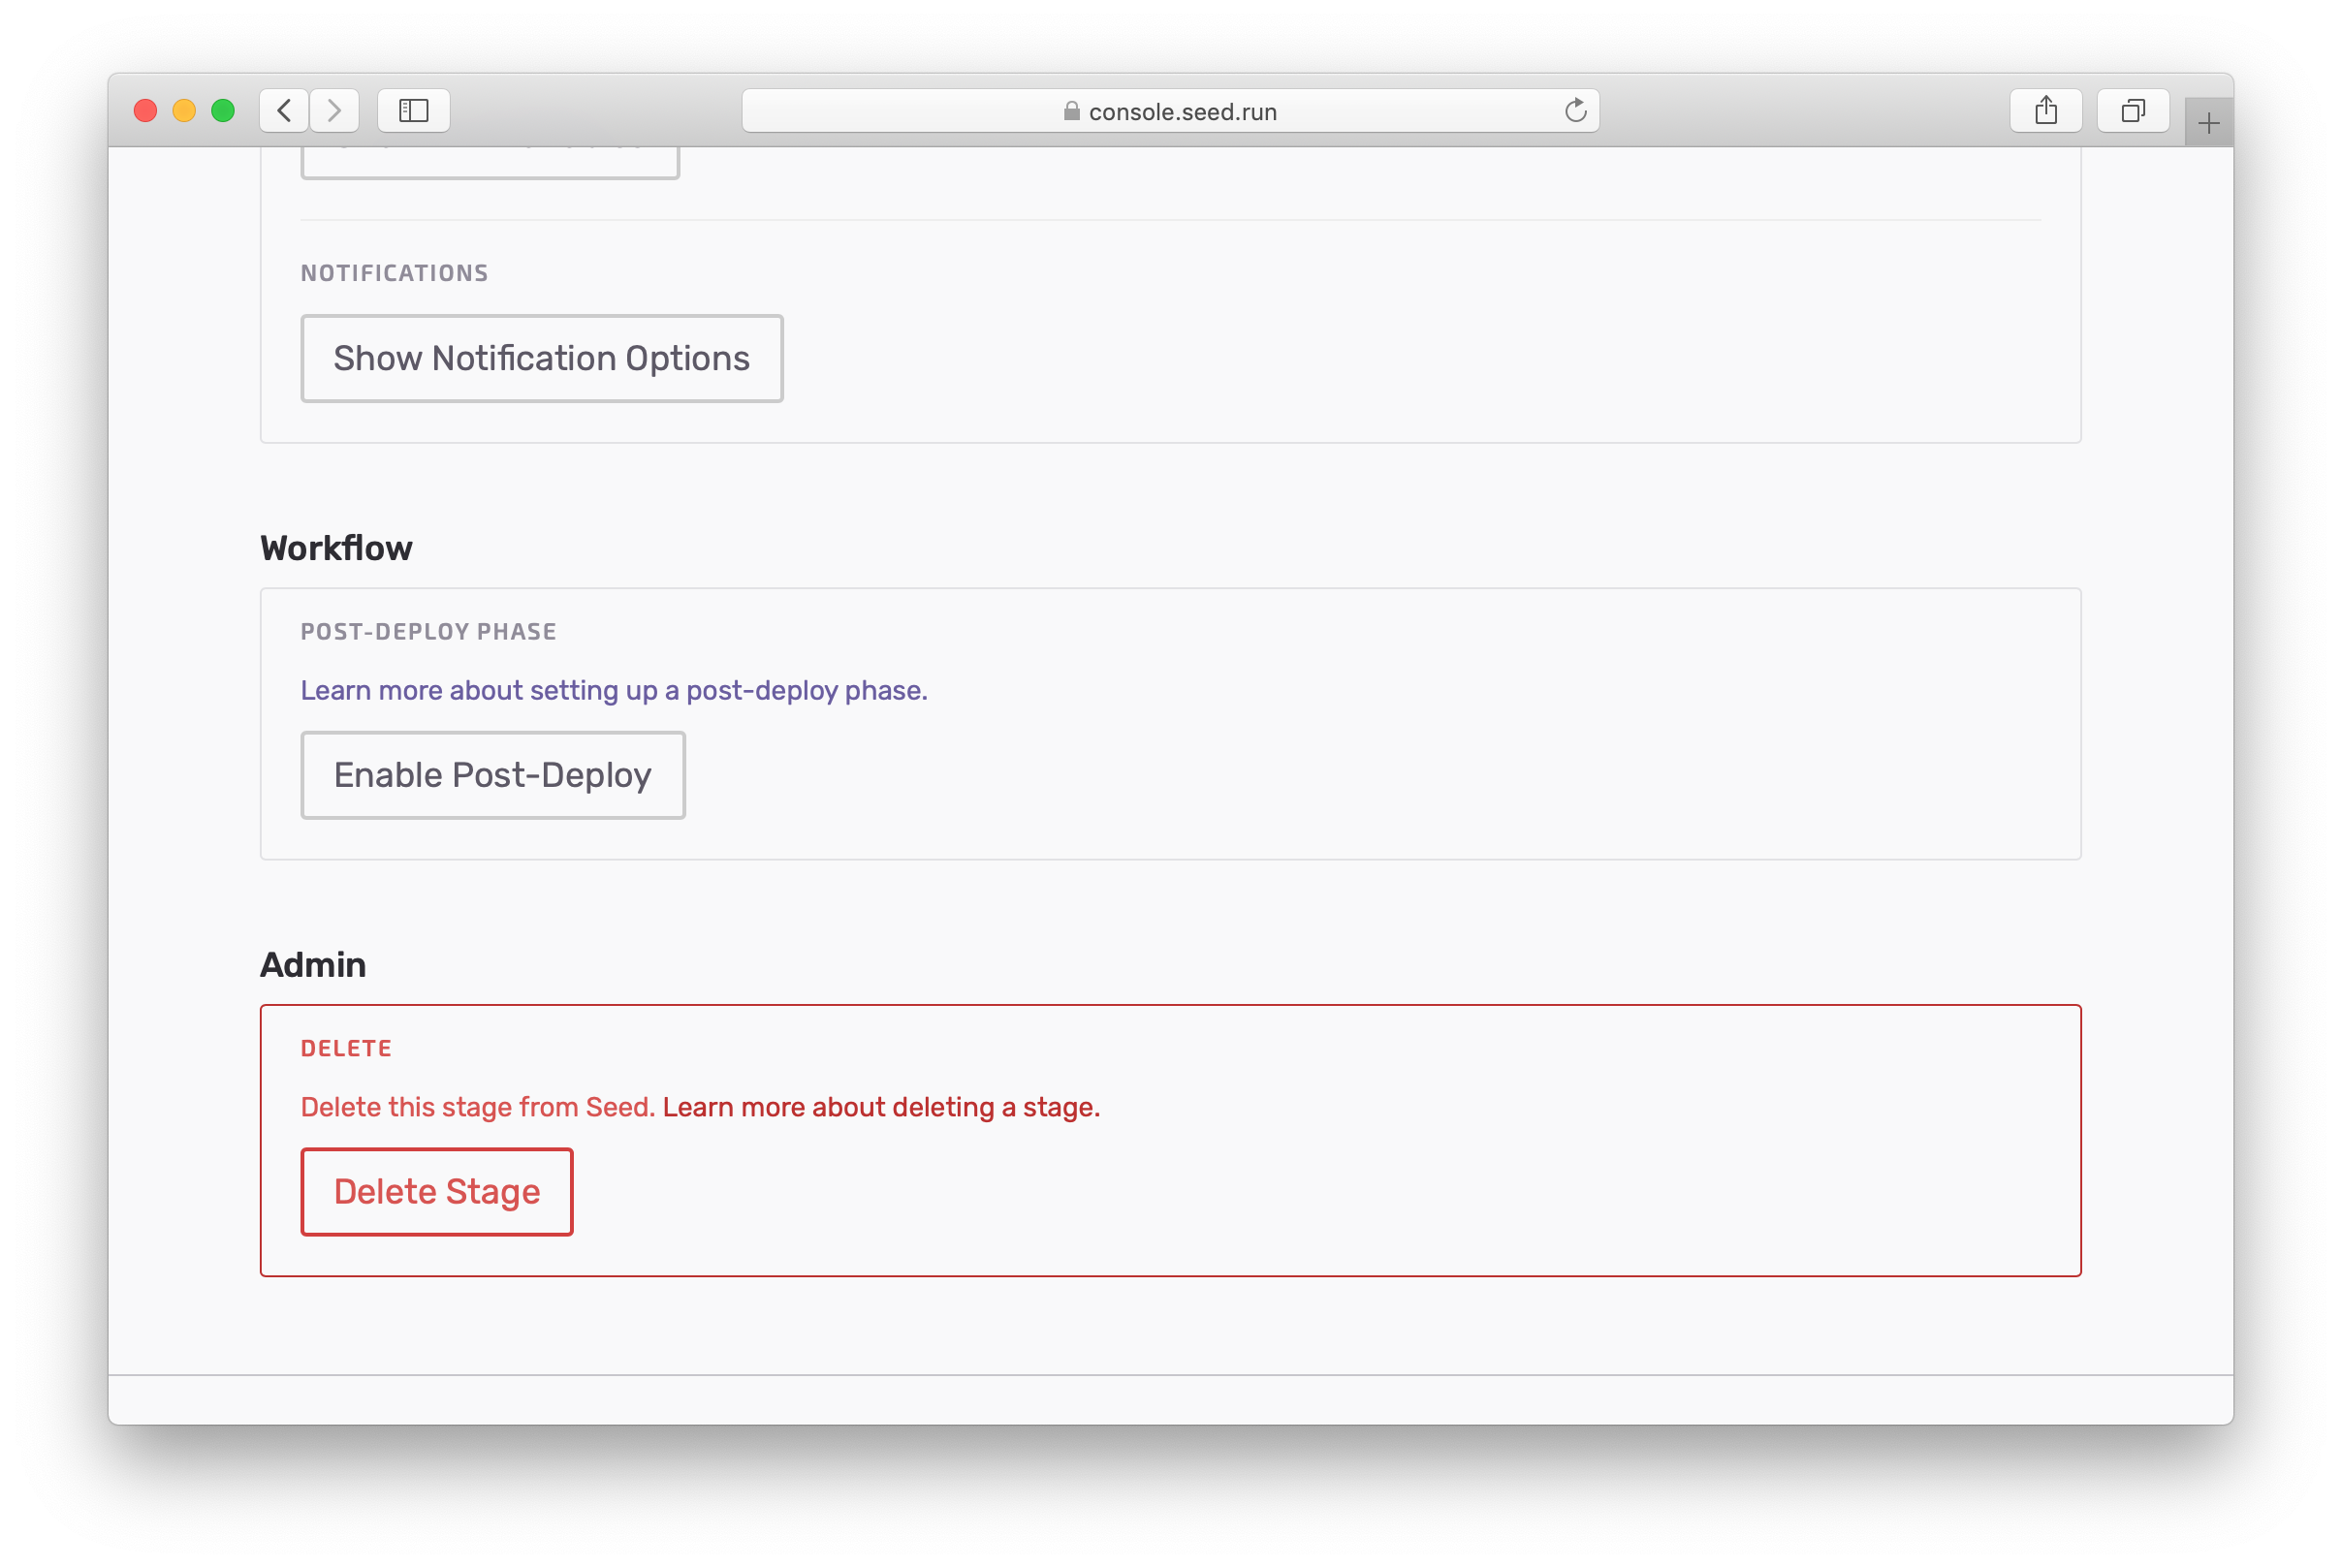 console.seed.run
NOTIFICATIONS
Show Notification Options
Workflow
POST-DEPLOY PHASE
Learn more about setting up a post-deploy phase.
Enable Post-Deploy
Admin
DELETE
Delete this stage from Seed. Learn more about deleting a stage.
Delete Stage